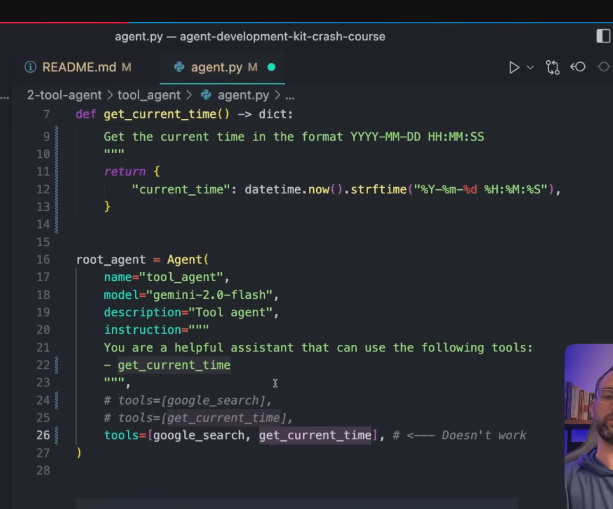 agent.py — agent-development-kit-crash-course
README.md M
agent.py M
... 2-tool-agent > tool_agent > agent.py > ...
7 def get_current_time() -> dict:
9 Get the current time in the format YYYY-MM-DD HH:MM:SS
10 """
11 return {
12 "current_time": datetime.now().strftime("%Y-%m-%d %H:%M:%S"),
13 }
14
15
16 root_agent = Agent(
17 name="tool_agent",
18 model="gemini-2.0-flash",
19 description="Tool agent",
20 instruction="""
21 You are a helpful assistant that can use the following tools:
22 - get_current_time
23 """,
24 # tools=[google_search],
25 # tools=[get_current_time],
26 tools=[google_search, get_current_time], # <--- Doesn't work
27 )
28